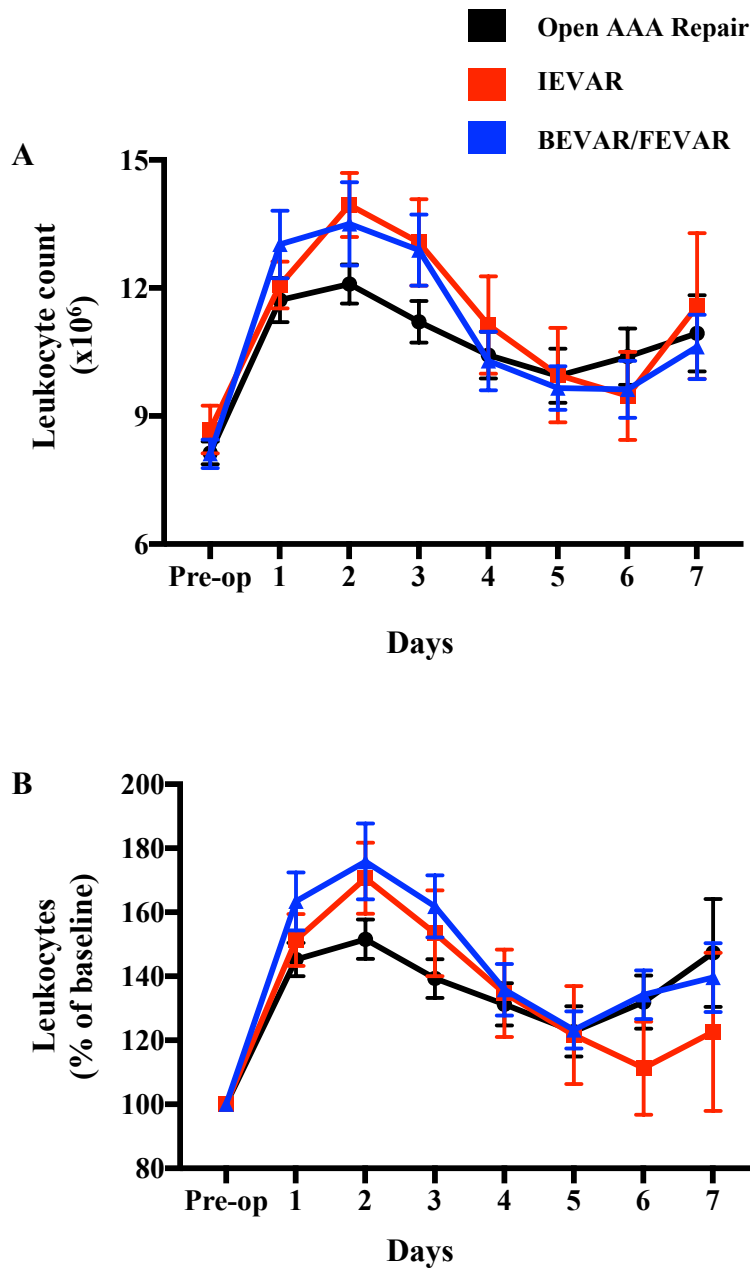 Open AAA Repair
IEVAR
BEVAR/FEVAR
A
15
12
9
6
Leukocyte count
(x10⁶)
Pre-op 1 2 3 4 5 6 7
Days
B
200
180
160
140
120
100
80
Leukocytes
(% of baseline)
Pre-op 1 2 3 4 5 6 7
Days